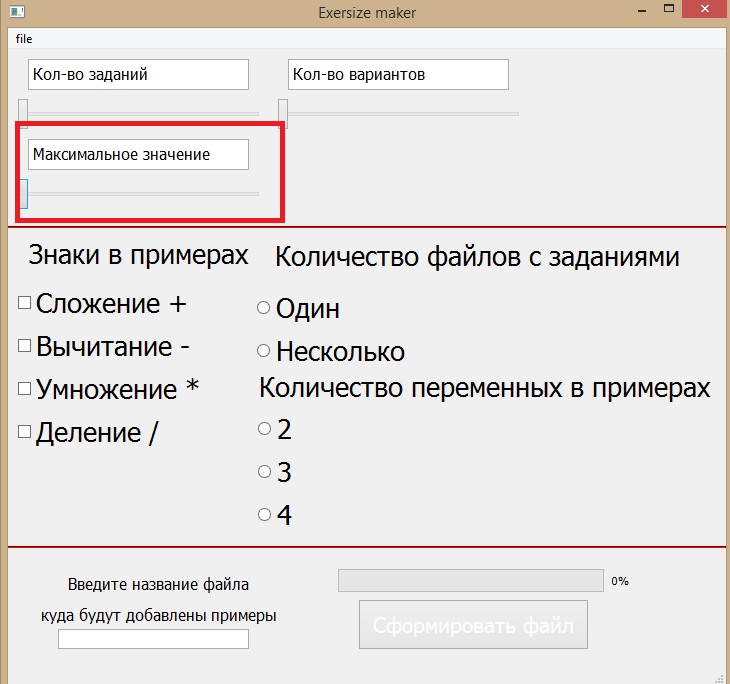 Exersize maker
file
Кол-во заданий
Кол-во вариантов
Максимальное значение
Знаки в примерах
Количество файлов с заданиями
Сложение +
Один
Вычитание -
Несколько
Умножение *
Количество переменных в примерах
Деление /
2
3
4
Введите название файла
куда будут добавлены примеры
0%
Сформировать файл